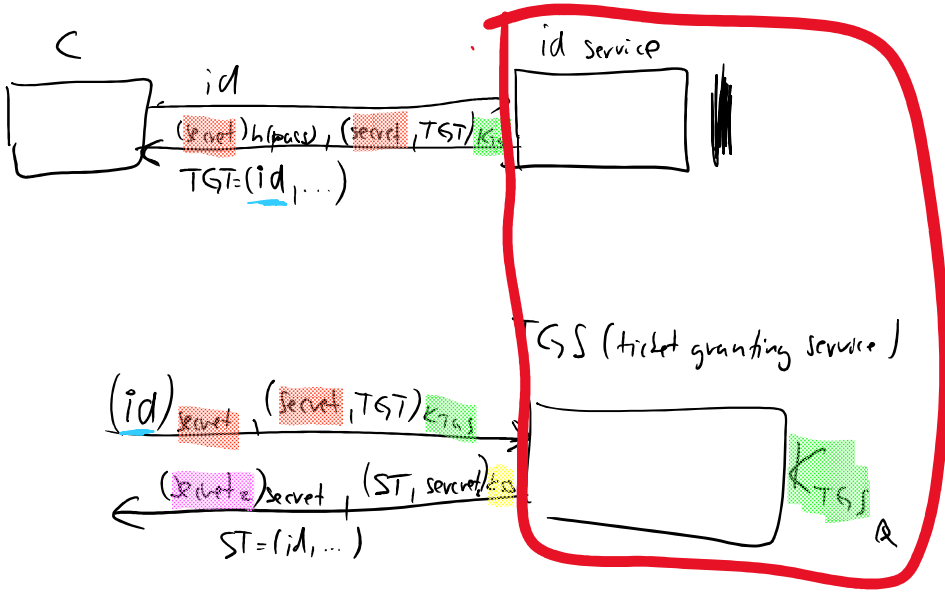 C
id service
id
(secret)h(pass), (secret, TGT)
TGT=(id,...)
TGS (ticket granting service)
(id)secret, (secret, TGT)KTGS
KTGS
(secret2)secret, (ST, servcret)
ST=(id,...)